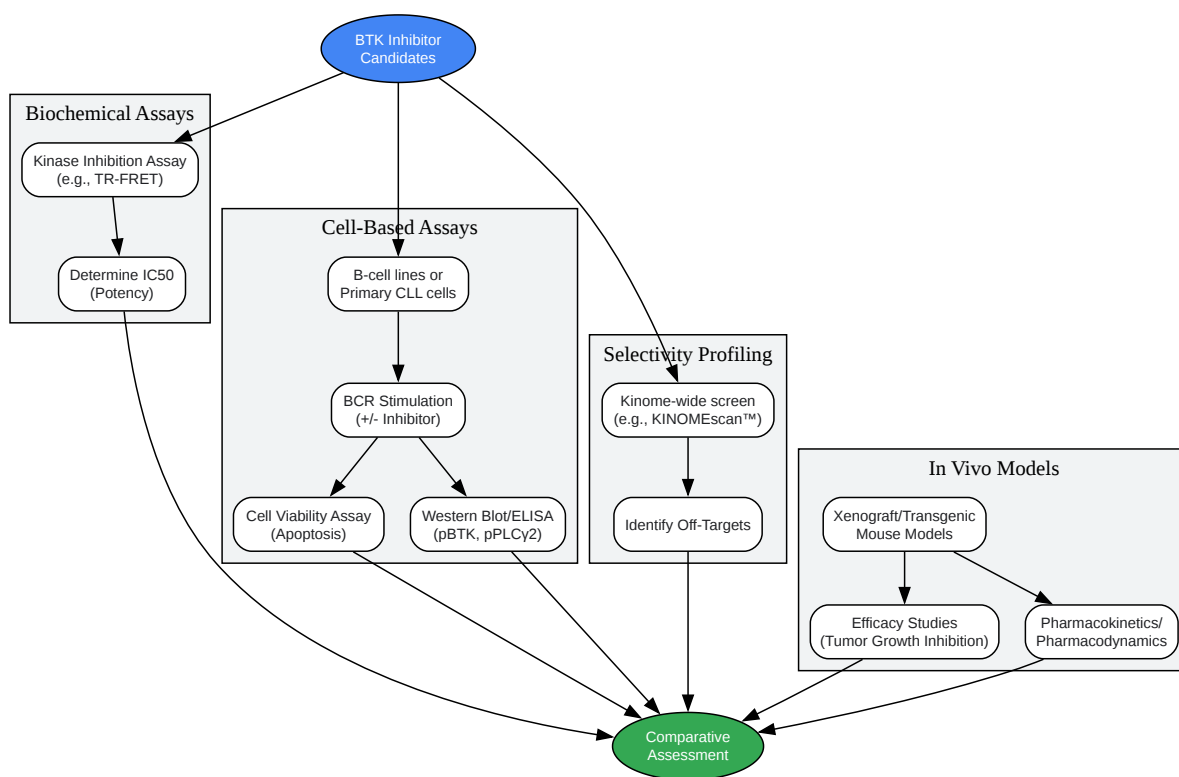 BTK Inhibitor
Candidates
Biochemical Assays
Kinase Inhibition Assay
(e.g., TR-FRET)
Determine IC50
(Potency)
Cell-Based Assays
B-cell lines or
Primary CLL cells
BCR Stimulation
(+/- Inhibitor)
Cell Viability Assay
(Apoptosis)
Western Blot/ELISA
(pBTK, pPLCγ2)
Selectivity Profiling
Kinome-wide screen
(e.g., KINOMEscan™)
Identify Off-Targets
In Vivo Models
Xenograft/Transgenic
Mouse Models
Efficacy Studies
(Tumor Growth Inhibition)
Pharmacokinetics/
Pharmacodynamics
Comparative
Assessment